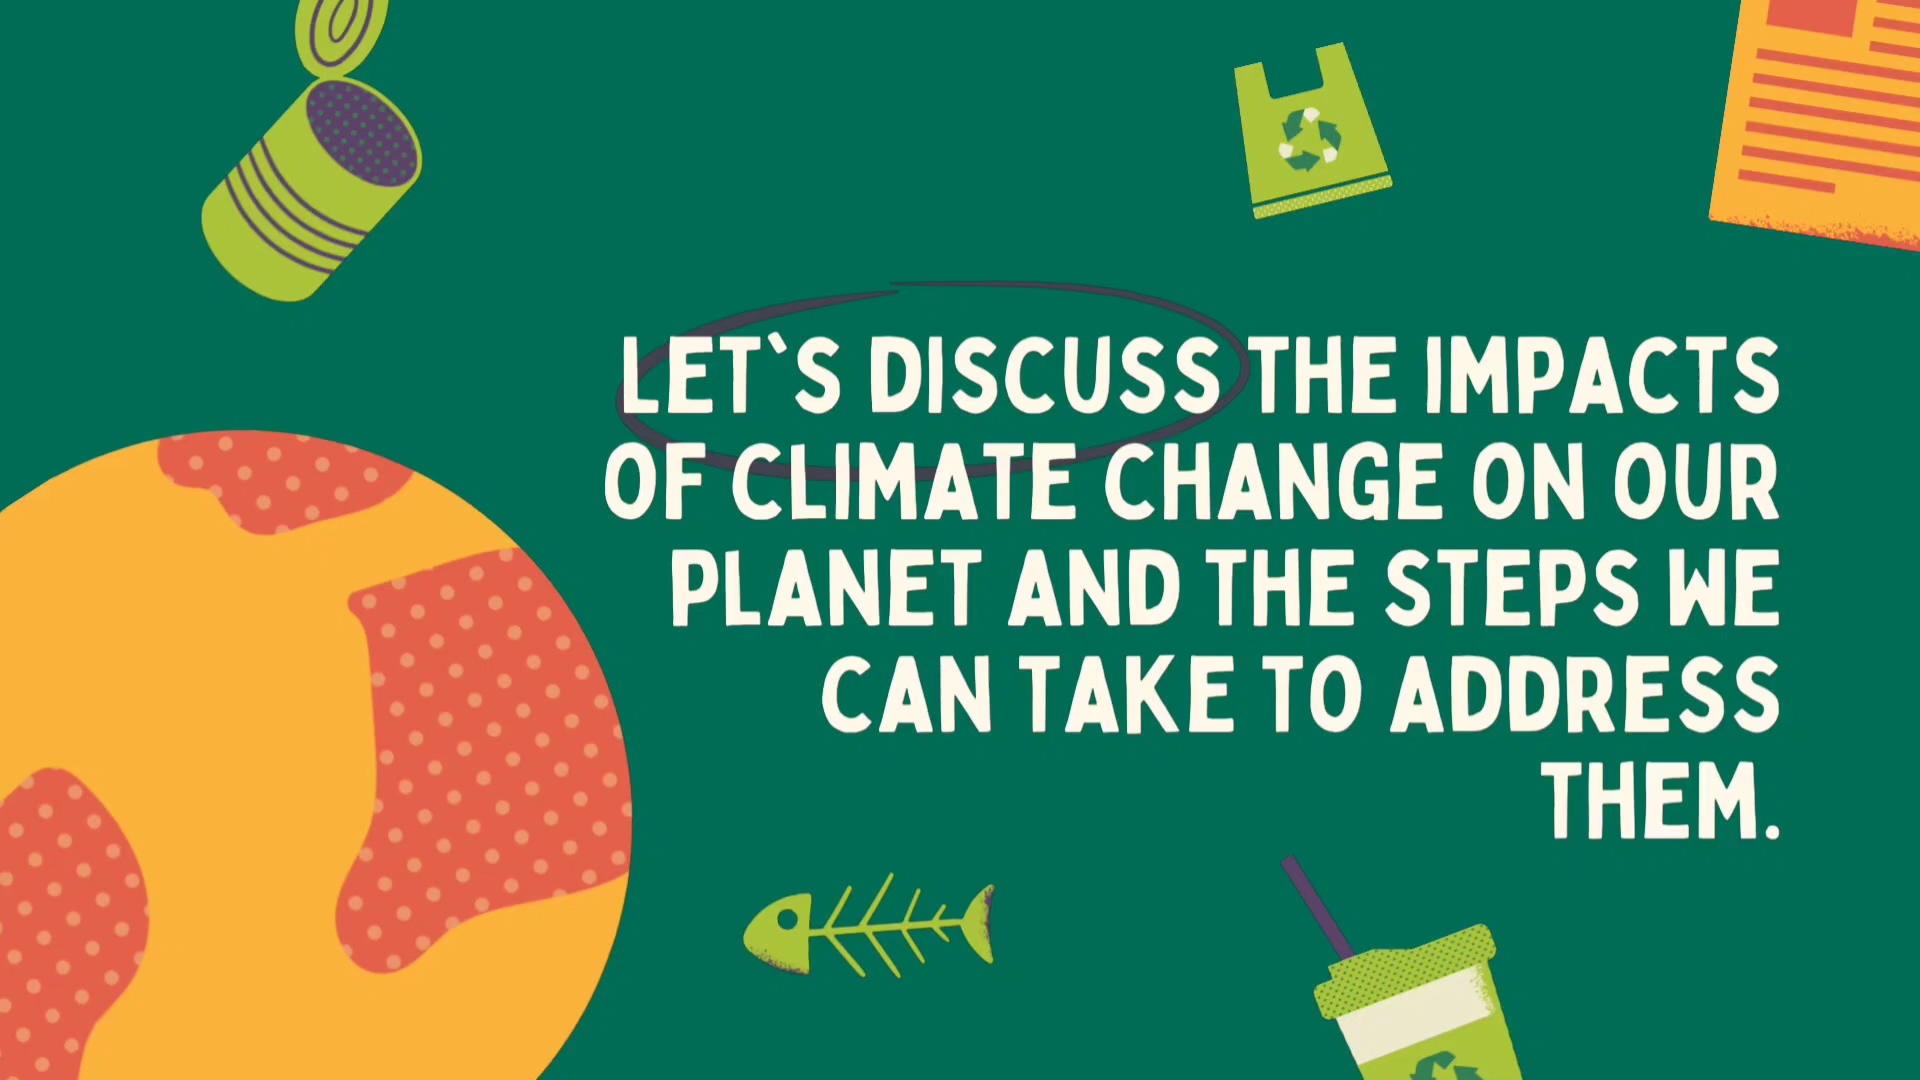 LET`S DISCUSS THE IMPACTS
OF CLIMATE CHANGE ON OUR
PLANET AND THE STEPS WE
CAN TAKE TO ADDRESS
THEM.